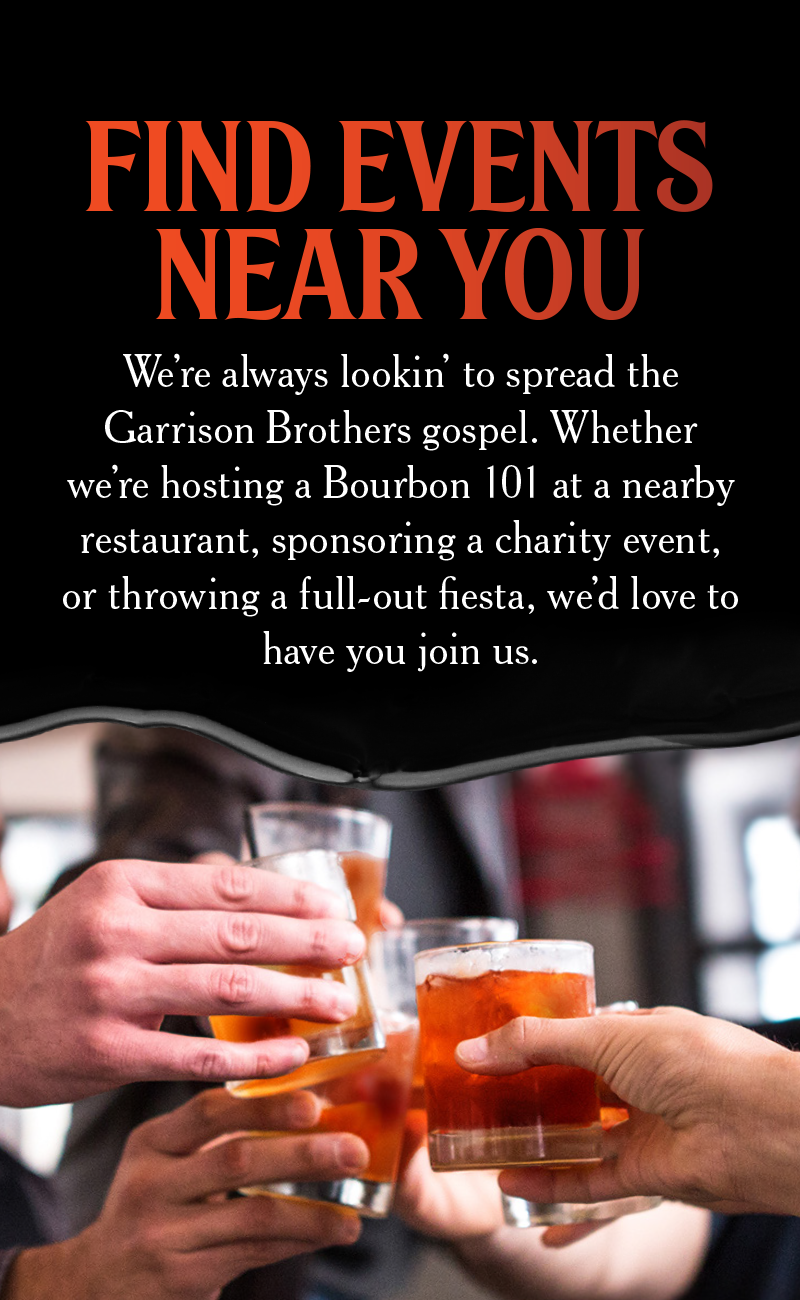 FIND EVENTS
NEAR YOU
We’re always lookin’ to spread the
Garrison Brothers gospel. Whether
we’re hosting a Bourbon 101 at a nearby
restaurant, sponsoring a charity event,
or throwing a full-out fiesta, we’d love to
have you join us.